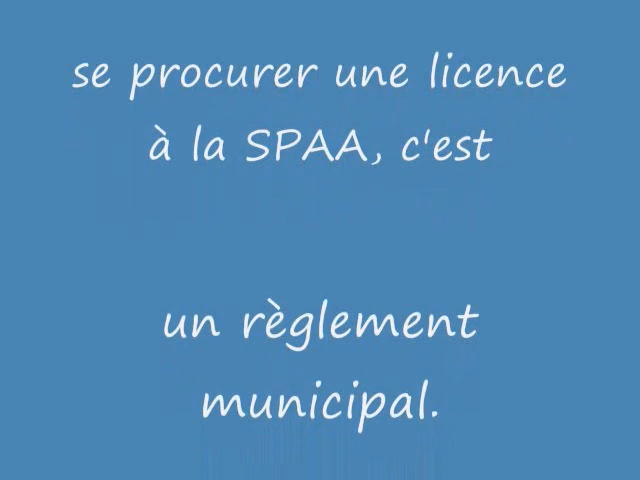 se procurer une licence
à la SPAA, c'est
un règlement
municipal.